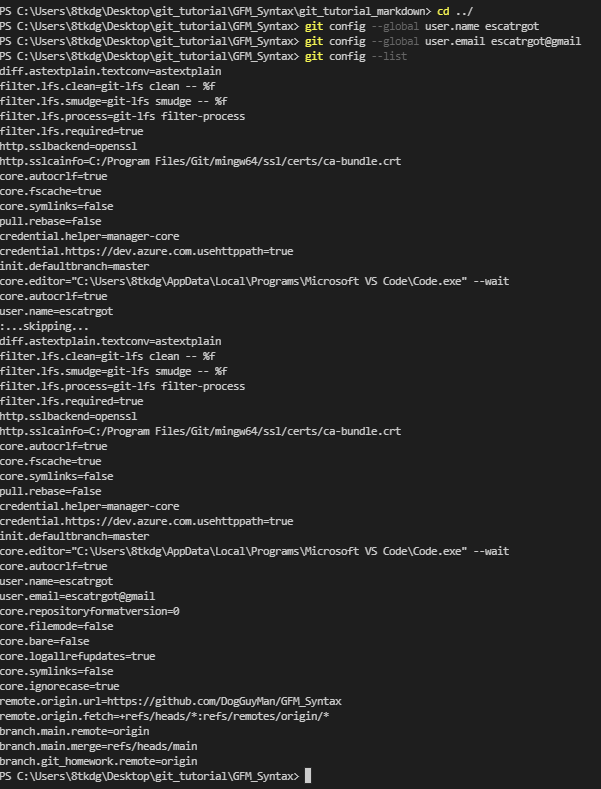 PS C:\Users\8tkdg\Desktop\git_tutorial\GFM_Syntax\git_tutorial_markdown> cd ../
PS C:\Users\8tkdg\Desktop\git_tutorial\GFM_Syntax> git config --global user.name escatrgot
PS C:\Users\8tkdg\Desktop\git_tutorial\GFM_Syntax> git config --global user.email escatrgot@gmail
PS C:\Users\8tkdg\Desktop\git_tutorial\GFM_Syntax> git config --list
diff.astextplain.textconv=astextplain
filter.lfs.clean=git-lfs clean -- %f
filter.lfs.smudge=git-lfs smudge -- %f
filter.lfs.process=git-lfs filter-process
filter.lfs.required=true
http.sslbackend=openssl
http.sslcainfo=C:/Program Files/Git/mingw64/ssl/certs/ca-bundle.crt
core.autocrlf=true
core.fscache=true
core.symlinks=false
pull.rebase=false
credential.helper=manager-core
credential.https://dev.azure.com.usehttppath=true
init.defaultbranch=master
core.editor="C:\Users\8tkdg\AppData\Local\Programs\Microsoft VS Code\Code.exe" --wait
core.autocrlf=true
user.name=escatrgot
:...skipping...
diff.astextplain.textconv=astextplain
filter.lfs.clean=git-lfs clean -- %f
filter.lfs.smudge=git-lfs smudge -- %f
filter.lfs.process=git-lfs filter-process
filter.lfs.required=true
http.sslbackend=openssl
http.sslcainfo=C:/Program Files/Git/mingw64/ssl/certs/ca-bundle.crt
core.autocrlf=true
core.fscache=true
core.symlinks=false
pull.rebase=false
credential.helper=manager-core
credential.https://dev.azure.com.usehttppath=true
init.defaultbranch=master
core.editor="C:\Users\8tkdg\AppData\Local\Programs\Microsoft VS Code\Code.exe" --wait
core.autocrlf=true
user.name=escatrgot
user.email=escatrgot@gmail
core.repositoryformatversion=0
core.filemode=false
core.bare=false
core.logallrefupdates=true
core.symlinks=false
core.ignorecase=true
remote.origin.url=https://github.com/DogGuyMan/GFM_Syntax
remote.origin.fetch=+refs/heads/*:refs/remotes/origin/*
branch.main.remote=origin
branch.main.merge=refs/heads/main
branch.git_homework.remote=origin
PS C:\Users\8tkdg\Desktop\git_tutorial\GFM_Syntax>